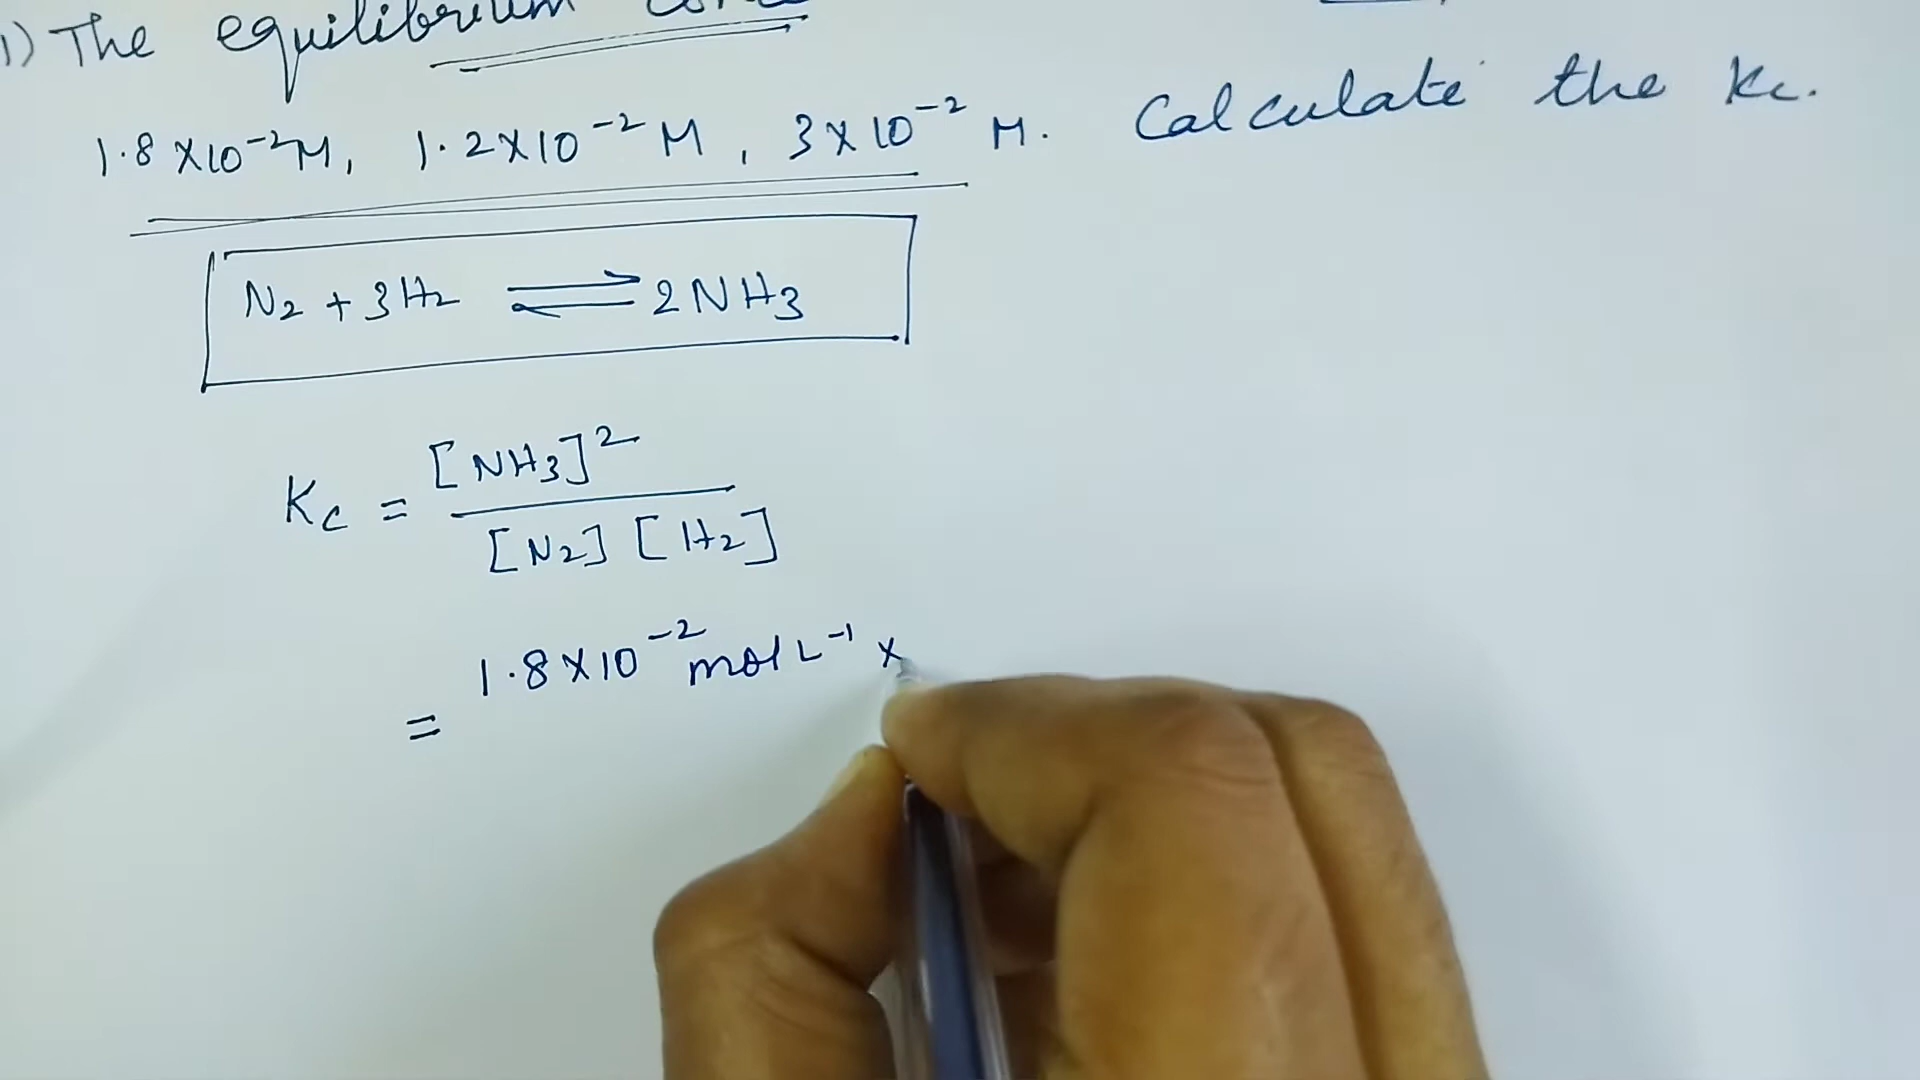 1) The equilibrium
1.8 X10⁻²M, 1.2X10⁻² M, 3X10⁻² M. Calculate the Kc.
N₂ + 3H₂ ⇌ 2NH₃
Kc = [NH₃]² / [N₂] [H₂]
= 1.8X10⁻² mol L⁻¹ X